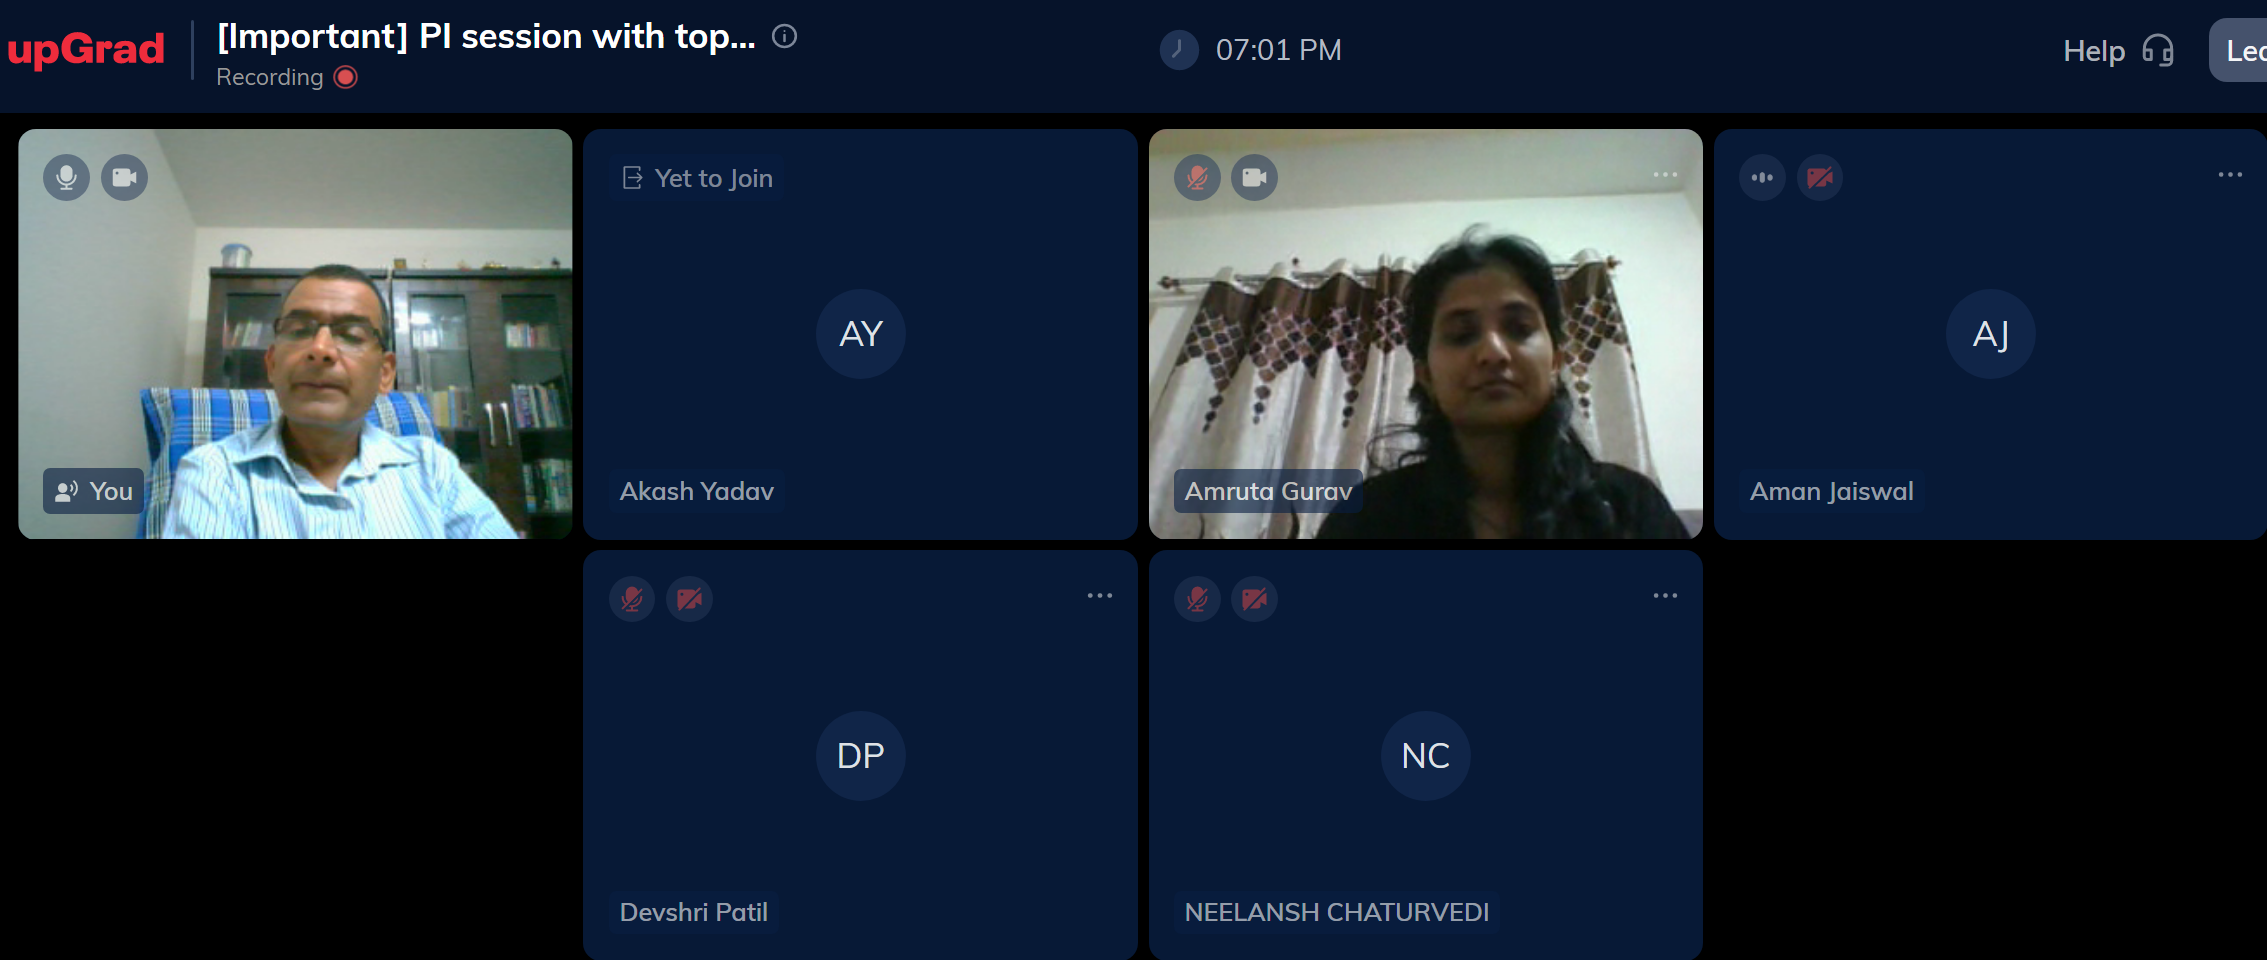 upGrad
[Important] PI session with top...
Recording
07:01 PM
Help
Lea
You
Yet to Join
AY
Akash Yadav
Amruta Gurav
AJ
Aman Jaiswal
DP
Devshri Patil
NC
NEELANSH CHATURVEDI